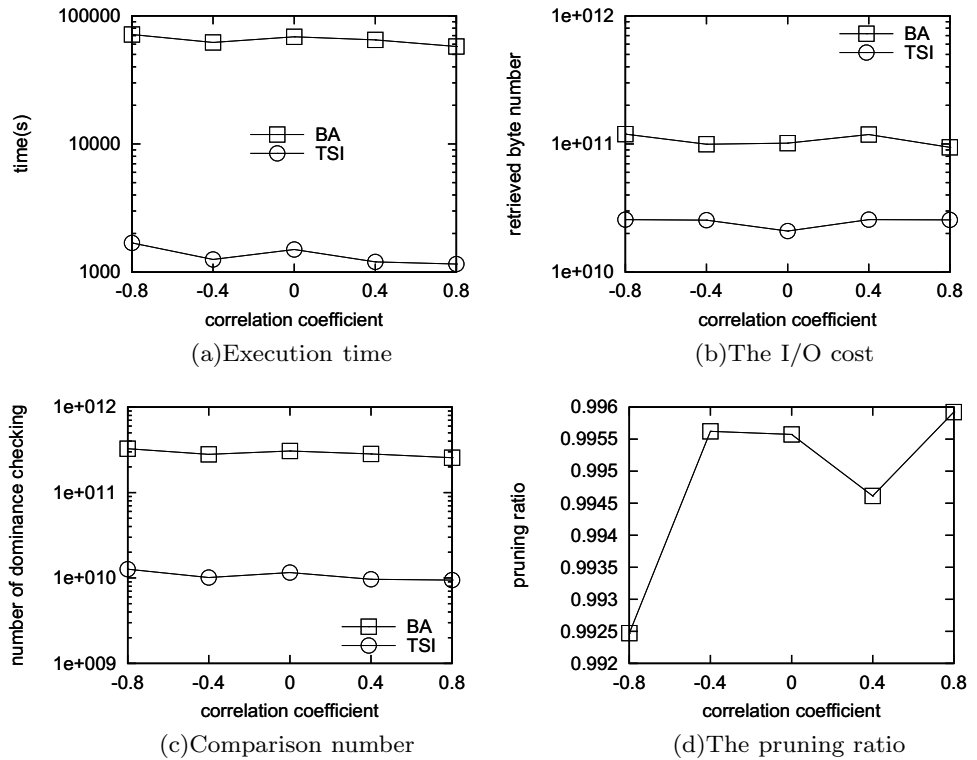 100000
10000
1000
time(s)
BA
TSI
-0.8 -0.4 0 0.4 0.8
correlation coefficient
(a)Execution time
1e+012
1e+011
1e+010
retrieved byte number
BA
TSI
-0.8 -0.4 0 0.4 0.8
correlation coefficient
(b)The I/O cost
1e+012
1e+011
1e+010
1e+009
number of dominance checking
BA
TSI
-0.8 -0.4 0 0.4 0.8
correlation coefficient
(c)Comparison number
0.996
0.9955
0.995
0.9945
0.994
0.9935
0.993
0.9925
0.992
pruning ratio
-0.8 -0.4 0 0.4 0.8
correlation coefficient
(d)The pruning ratio